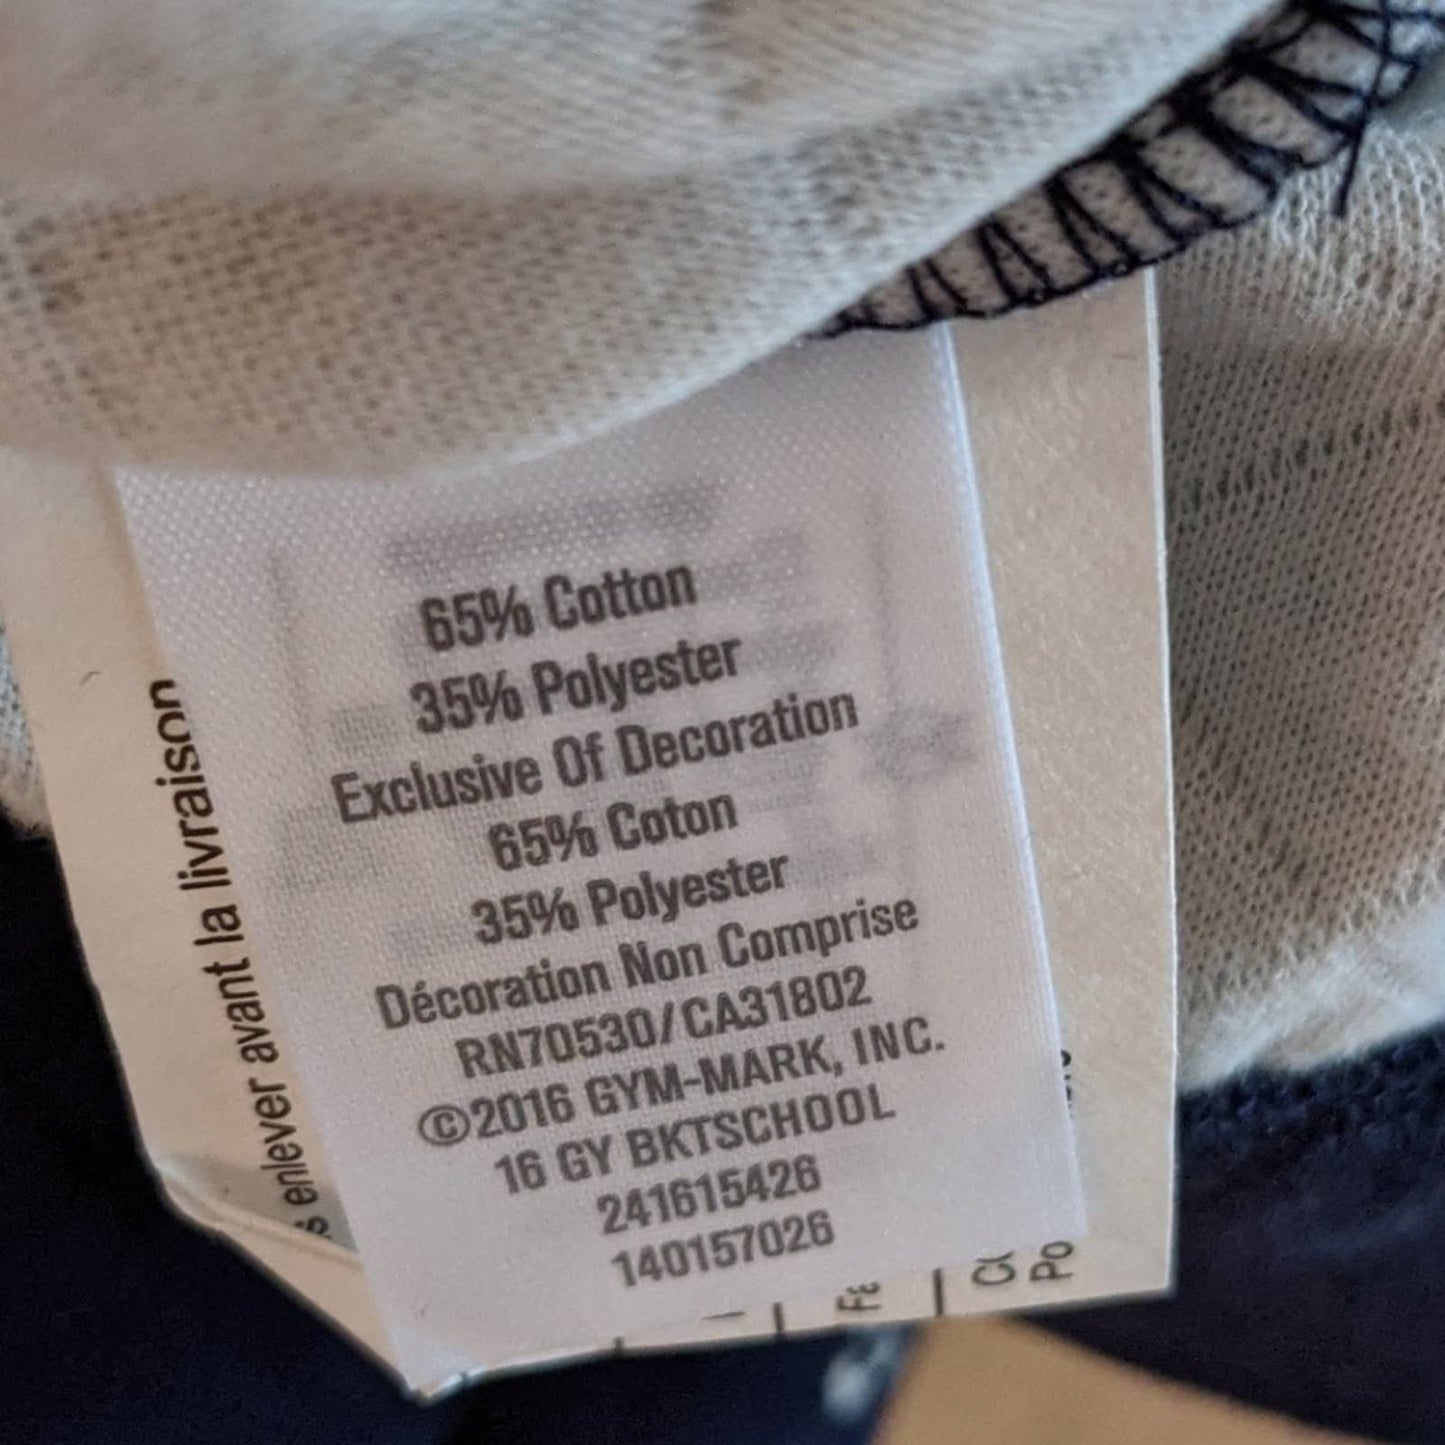 65% Cotton
35% Polyester
Exclusive Of Decoration
65% Coton
35% Polyester
Décoration Non Comprise
RN70530/CA31802
©2016 GYM-MARK, INC.
16 GY BKTSCHOOL
241615426
140157026
enlever avant la livraison